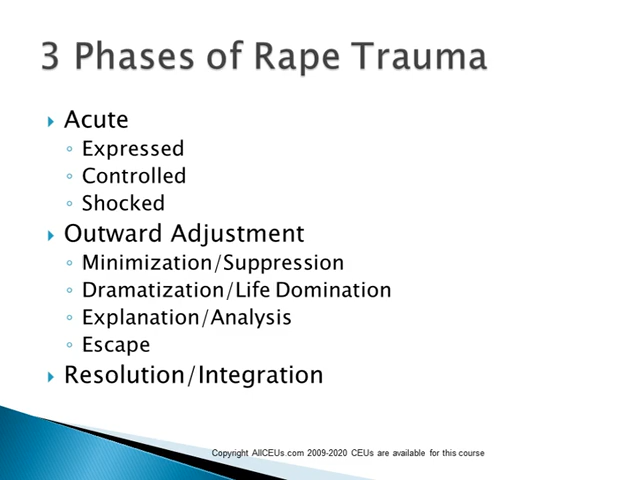 3 Phases of Rape Trauma
Acute
Expressed
Controlled
Shocked
Outward Adjustment
Minimization/Suppression
Dramatization/Life Domination
Explanation/Analysis
Escape
Resolution/Integration
Copyright AllCEUs.com 2009-2020 CEUs are available for this course